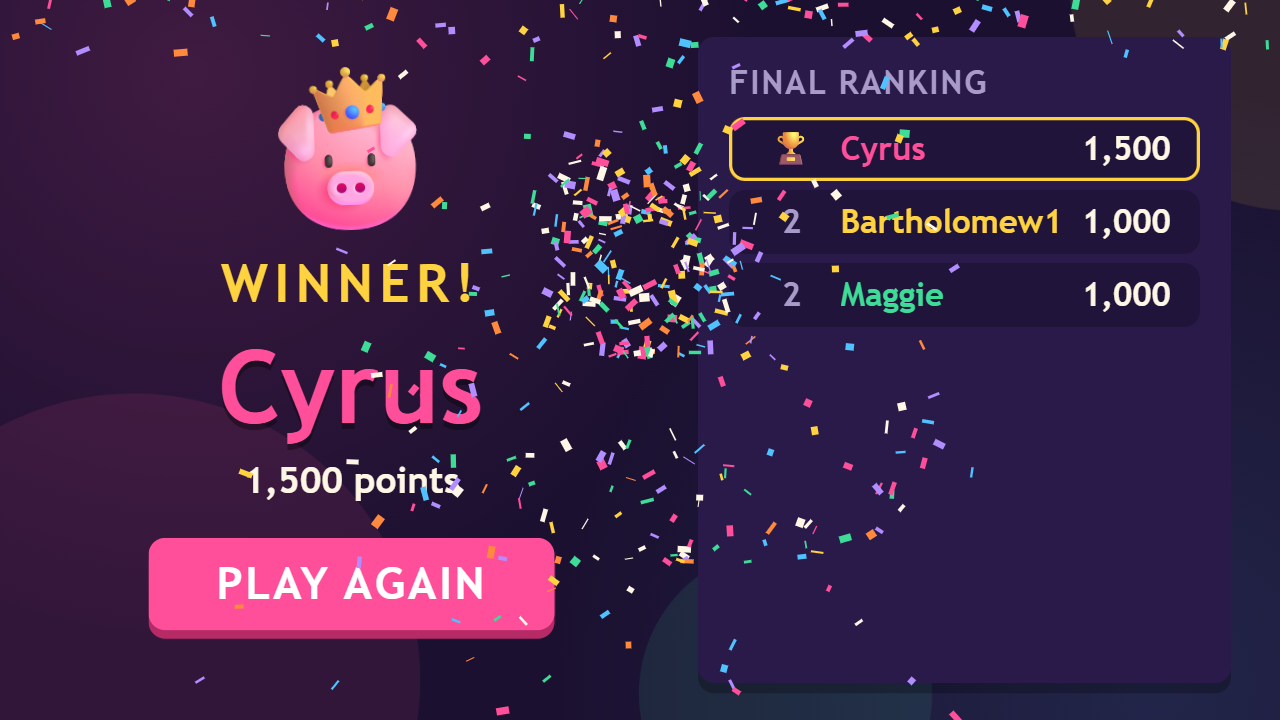 WINNER!
Cyrus
1,500 points
PLAY AGAIN
FINAL RANKING
Cyrus 1,500
2 Bartholomew1 1,000
2 Maggie 1,000